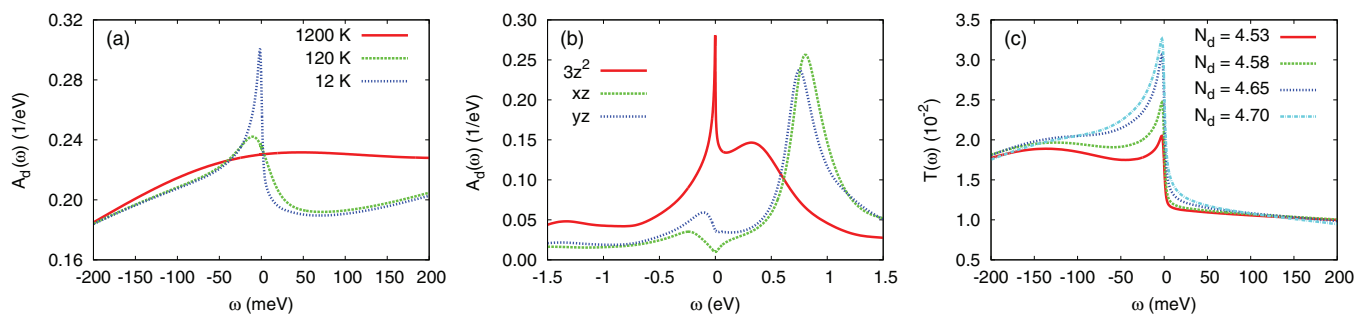 (a)
1200 K
120 K
12 K
A_d(ω) (1/eV)
0.32
0.28
0.24
0.20
0.16
-200 -150 -100 -50 0 50 100 150 200
ω (meV)
(b)
3z²
xz
yz
A_d(ω) (1/eV)
0.30
0.25
0.20
0.15
0.10
0.05
0.00
-1.5 -1.0 -0.5 0.0 0.5 1.0 1.5
ω (eV)
(c)
N_d = 4.53
N_d = 4.58
N_d = 4.65
N_d = 4.70
T(ω) (10⁻²)
3.5
3.0
2.5
2.0
1.5
1.0
0.5
-200 -150 -100 -50 0 50 100 150 200
ω (meV)